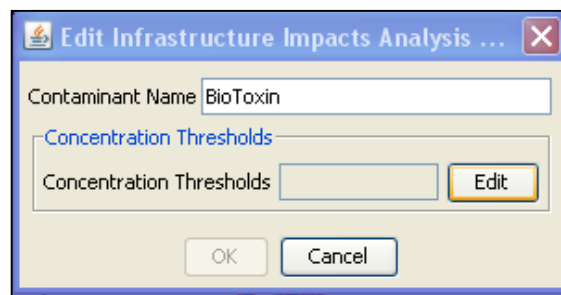 Edit Infrastructure Impacts Analysis ...
Contaminant Name BioToxin
Concentration Thresholds
Concentration Thresholds Edit
OK Cancel